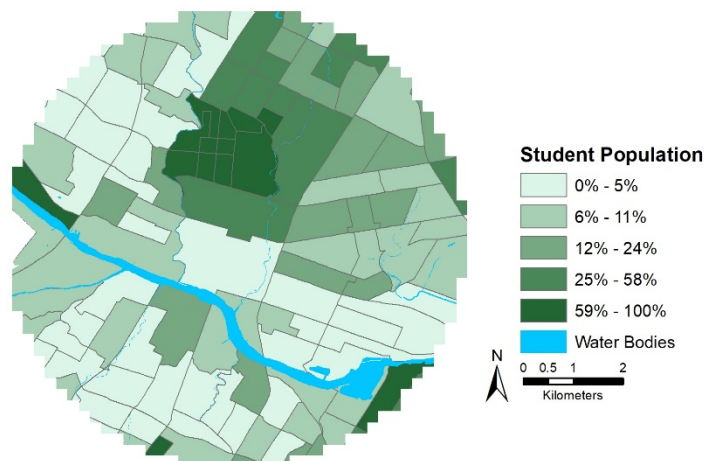 Student Population
0% - 5%
6% - 11%
12% - 24%
25% - 58%
59% - 100%
Water Bodies
N
0 0.5 1 2
Kilometers